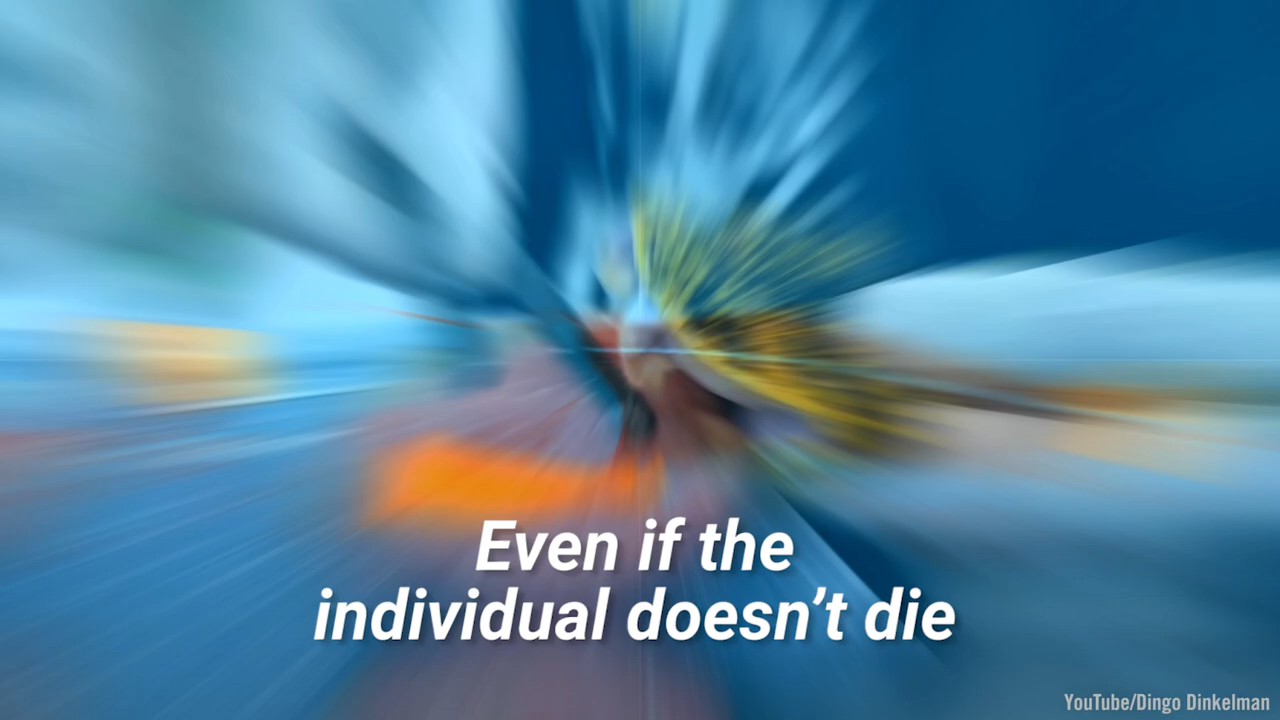 Even if the
individual doesn’t die
YouTube/Dingo Dinkelman